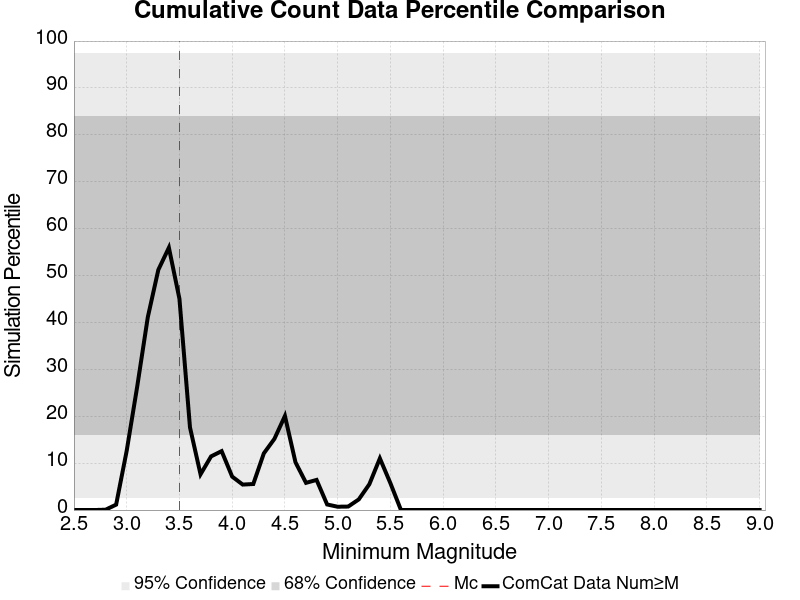 Cumulative Count Data Percentile Comparison
100
90
80
70
60
50
40
30
20
10
0
Simulation Percentile
2.5 3.0 3.5 4.0 4.5 5.0 5.5 6.0 6.5 7.0 7.5 8.0 8.5 9.0
Minimum Magnitude
95% Confidence 68% Confidence Mc ComCat Data Num≥M